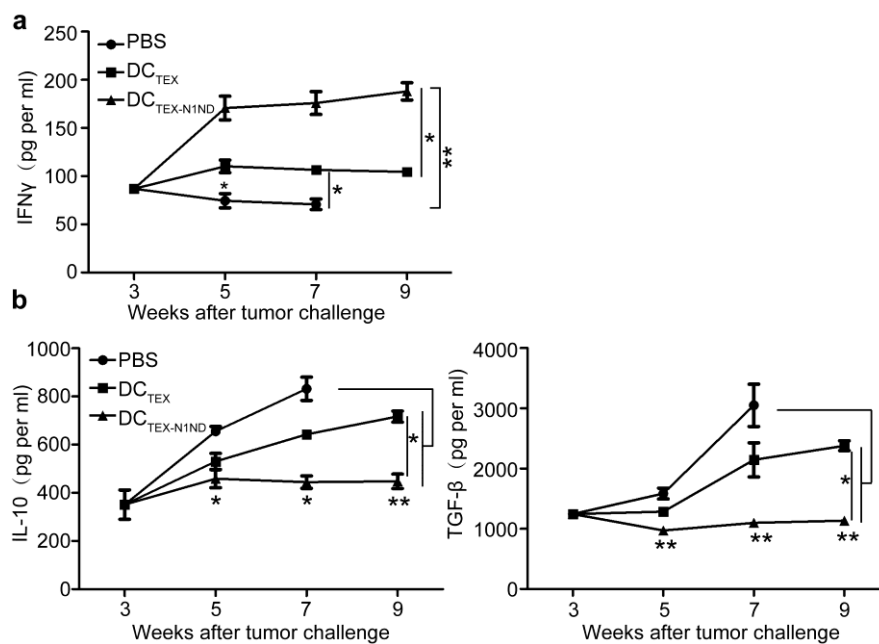 a
PBS
DCTEX
DCTEX-N1ND
IFNγ (pg per ml)
250
200
150
100
50
0
*
*
*
**
3 5 7 9
Weeks after tumor challenge
b
PBS
DCTEX
DCTEX-N1ND
IL-10 (pg per ml)
1000
800
600
400
200
0
*
*
*
**
3 5 7 9
Weeks after tumor challenge
TGF-β (pg per ml)
4000
3000
2000
1000
0
*
**
**
**
3 5 7 9
Weeks after tumor challenge